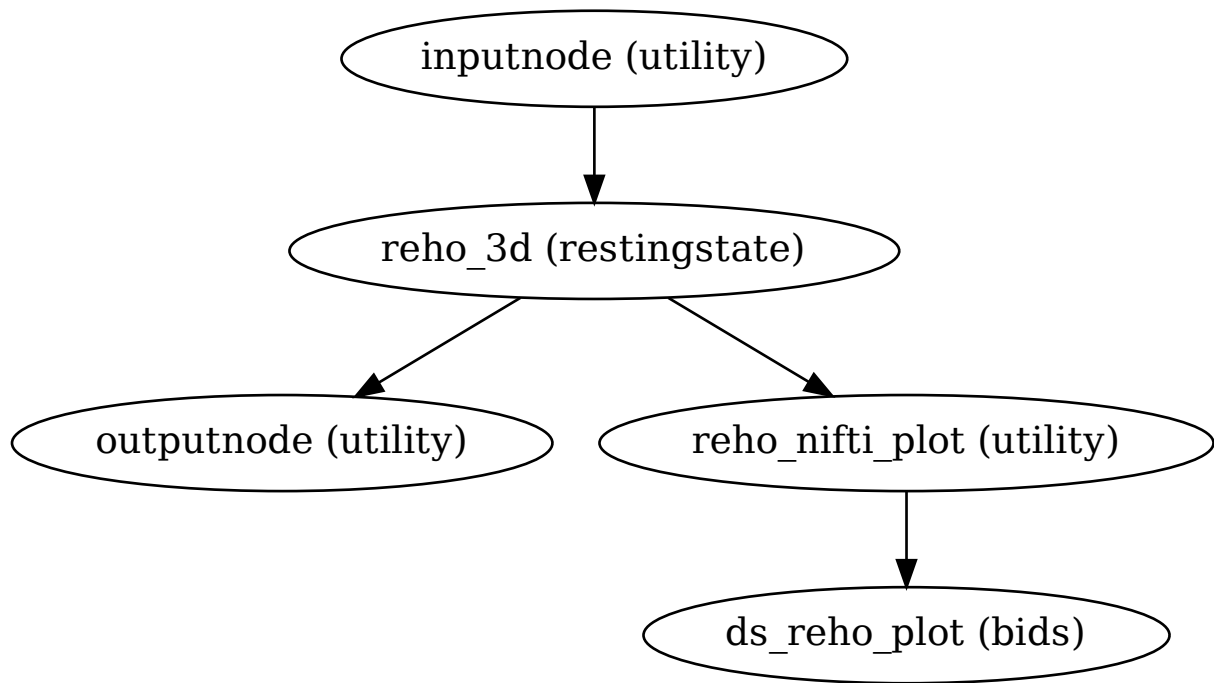 inputnode (utility)
reho_3d (restingstate)
outputnode (utility)
reho_nifti_plot (utility)
ds_reho_plot (bids)